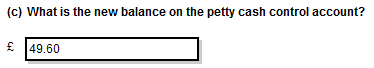 (c) What is the new balance on the petty cash control account?
£ 49.60